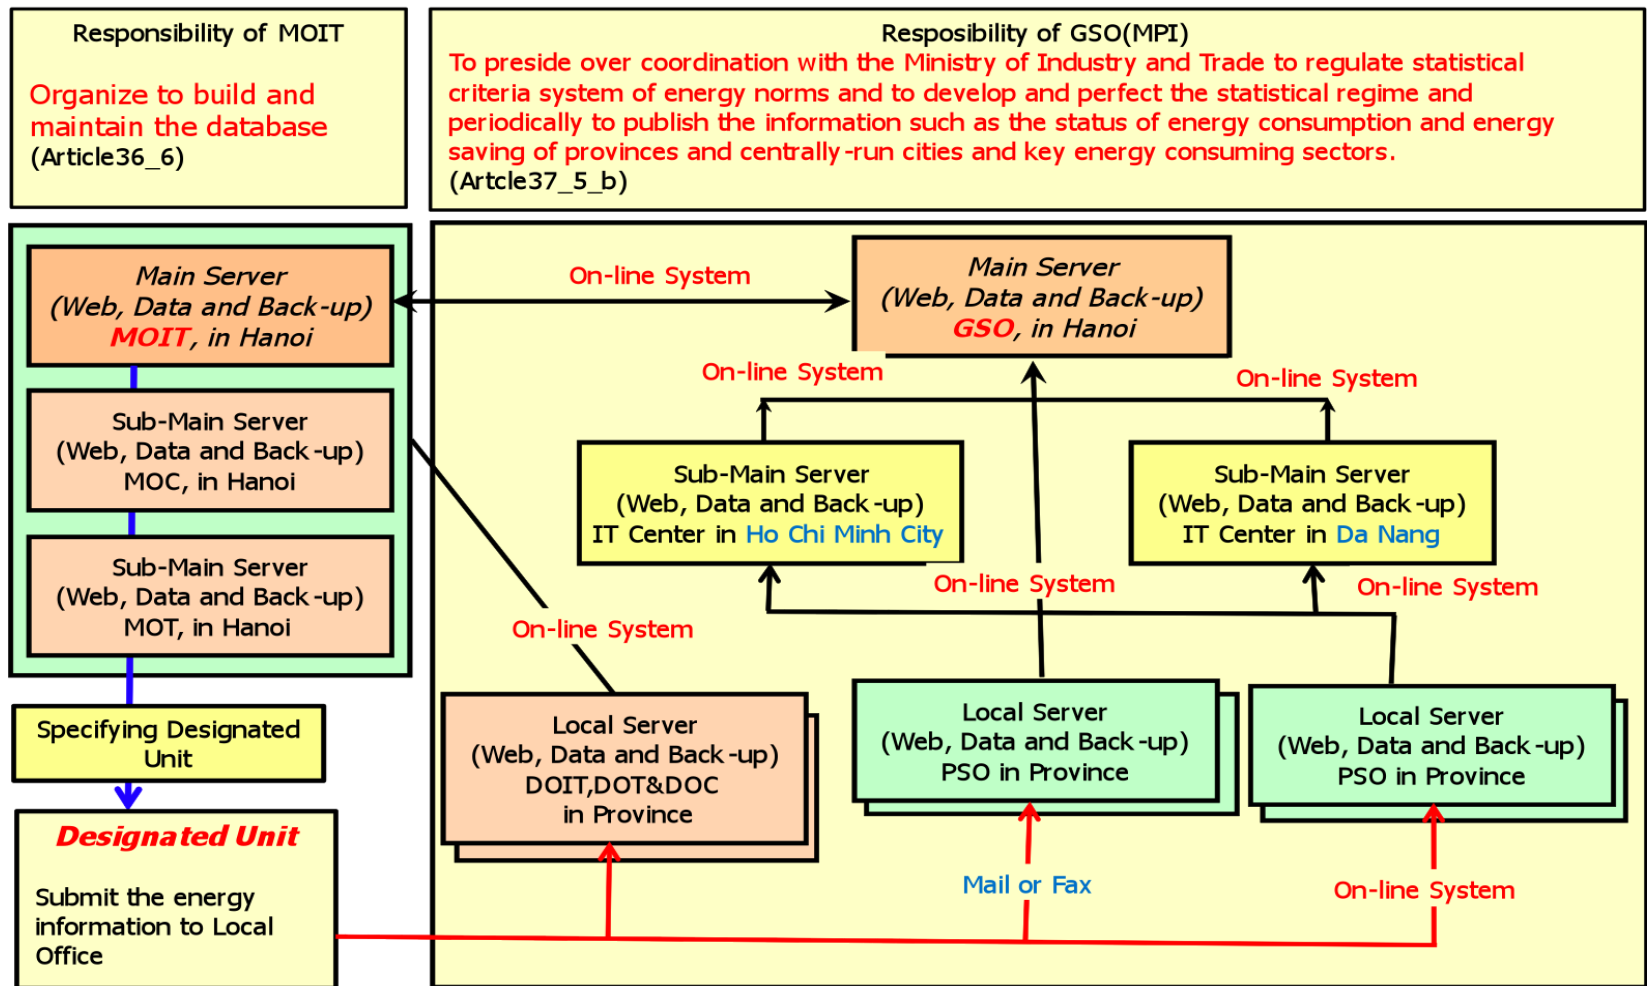 Responsibility of MOIT
Organize to build and
maintain the database
(Article36_6)
Resposibility of GSO(MPI)
To preside over coordination with the Ministry of Industry and Trade to regulate statistical
criteria system of energy norms and to develop and perfect the statistical regime and
periodically to publish the information such as the status of energy consumption and energy
saving of provinces and centrally-run cities and key energy consuming sectors.
(Artcle37_5_b)
Main Server
(Web, Data and Back-up)
MOIT, in Hanoi
On-line System
Main Server
(Web, Data and Back-up)
GSO, in Hanoi
On-line System
On-line System
Sub-Main Server
(Web, Data and Back-up)
MOC, in Hanoi
Sub-Main Server
(Web, Data and Back-up)
IT Center in Ho Chi Minh City
Sub-Main Server
(Web, Data and Back-up)
IT Center in Da Nang
Sub-Main Server
(Web, Data and Back-up)
MOT, in Hanoi
On-line System
On-line System
On-line System
Specifying Designated
Unit
Local Server
(Web, Data and Back-up)
DOIT,DOT&DOC
in Province
Local Server
(Web, Data and Back-up)
PSO in Province
Local Server
(Web, Data and Back-up)
PSO in Province
Designated Unit
Submit the energy
information to Local
Office
Mail or Fax
On-line System